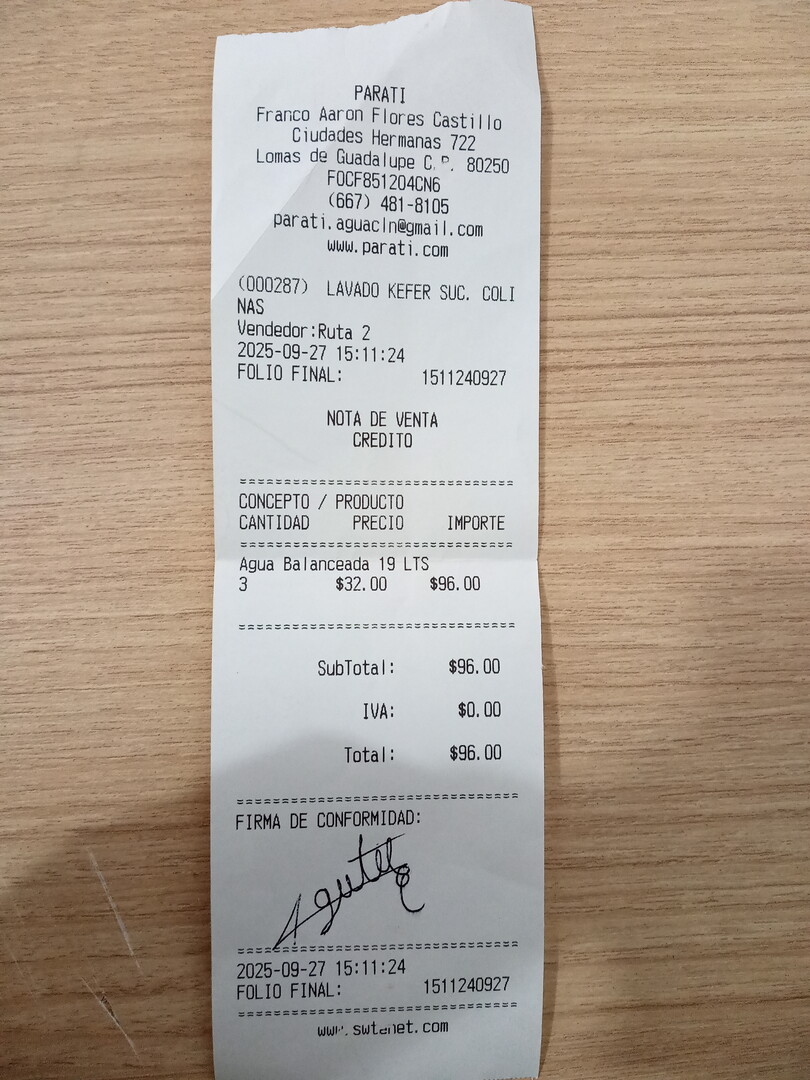 PARATI
Franco Aaron Flores Castillo
Ciudades Hermanas 722
Lomas de Guadalupe C.P. 80250
FOCF851204CN6
(667) 481-8105
parati.aguacln@gmail.com
www.parati.com
(000287) LAVADO KEFER SUC. COLI
NAS
Vendedor:Ruta 2
2025-09-27 15:11:24
FOLIO FINAL: 1511240927
NOTA DE VENTA
CREDITO
CONCEPTO / PRODUCTO
CANTIDAD PRECIO IMPORTE
Agua Balanceada 19 LTS
3 $32.00 $96.00
SubTotal: $96.00
IVA: $0.00
Total: $96.00
FIRMA DE CONFORMIDAD:
2025-09-27 15:11:24
FOLIO FINAL: 1511240927